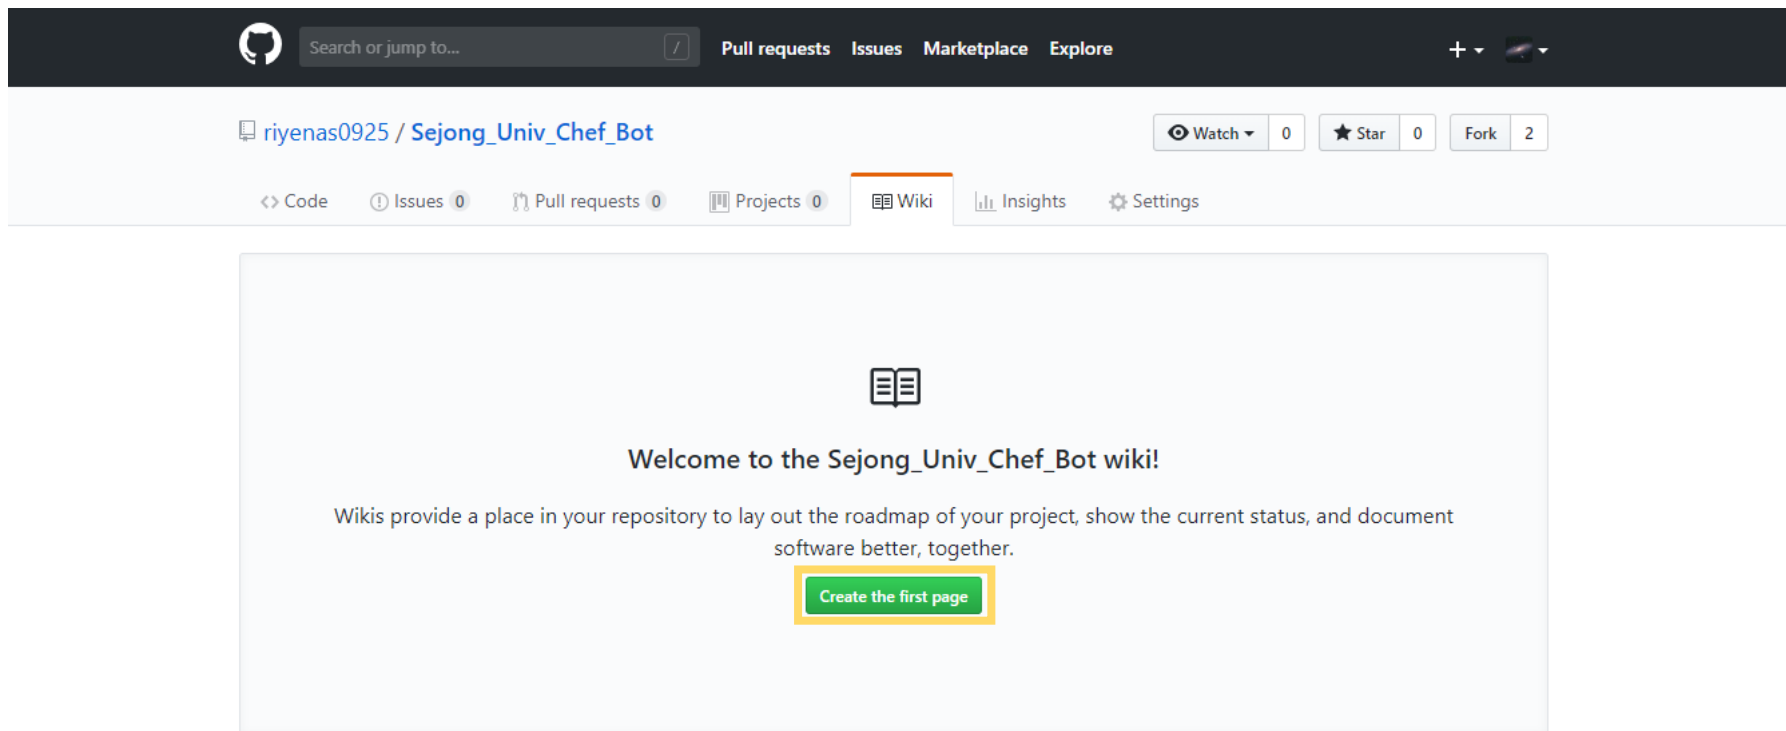 Search or jump to... / Pull requests Issues Marketplace Explore
riyenas0925 / Sejong_Univ_Chef_Bot Watch 0 Star 0 Fork 2
<> Code Issues 0 Pull requests 0 Projects 0 Wiki Insights Settings
Welcome to the Sejong_Univ_Chef_Bot wiki!
Wikis provide a place in your repository to lay out the roadmap of your project, show the current status, and document
software better, together.
Create the first page